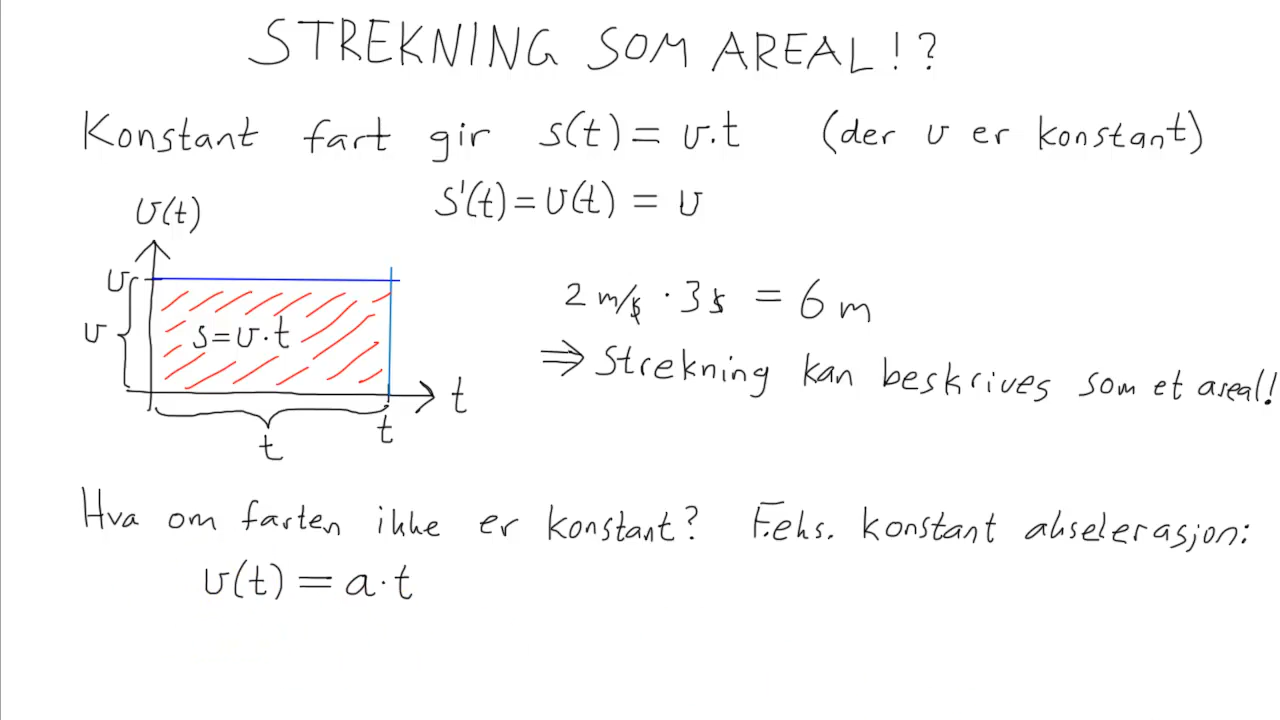 STREKNING SOM AREAL!?
Konstant fart gir s(t) = v·t (der v er konstant)
s'(t) = v(t) = v
v(t)
v
v
s=v·t
t
t
t
2 m/s · 3 s = 6 m
⇒ Strekning kan beskrives som et areal!
Hva om farten ikke er konstant? F.eks. konstant akselerasjon:
v(t) = a·t